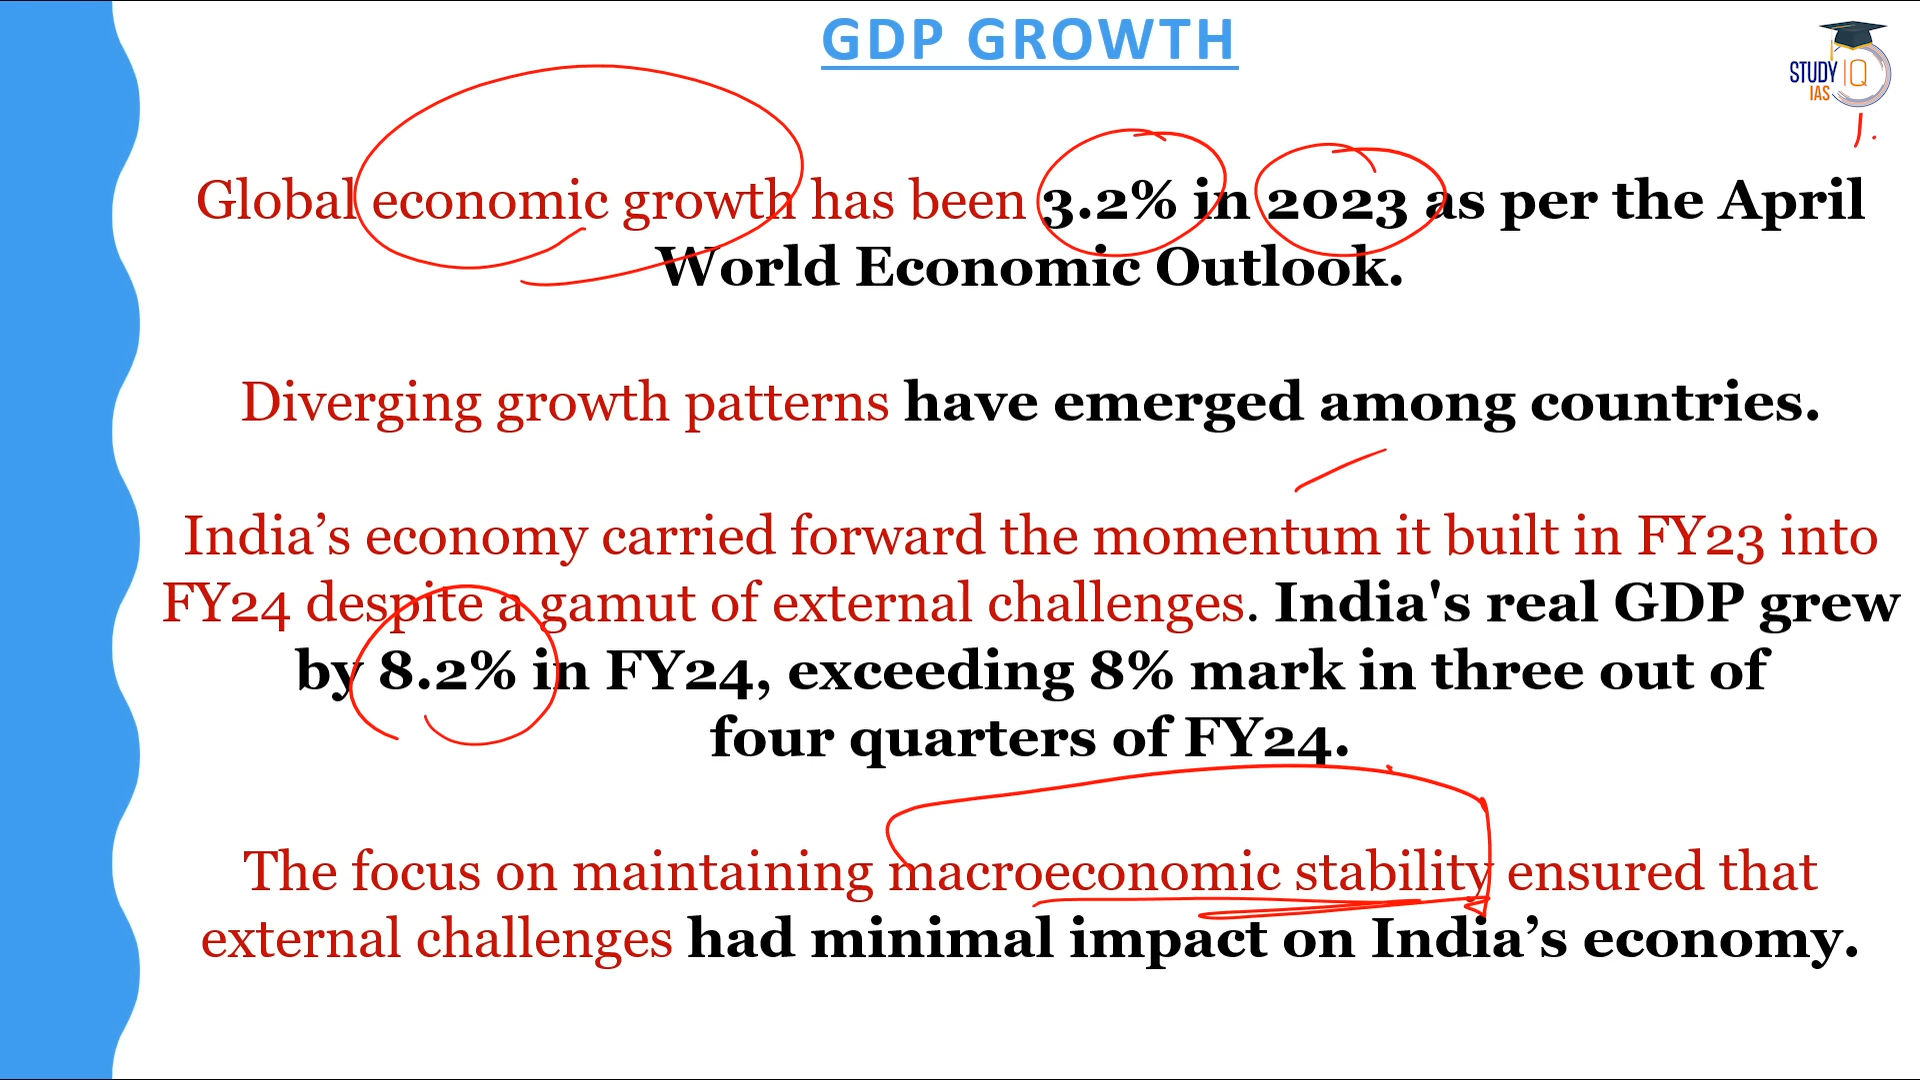 GDP GROWTH
STUDY IQ
IAS
Global economic growth has been 3.2% in 2023 as per the April
World Economic Outlook.
Diverging growth patterns have emerged among countries.
India’s economy carried forward the momentum it built in FY23 into
FY24 despite a gamut of external challenges. India's real GDP grew
by 8.2% in FY24, exceeding 8% mark in three out of
four quarters of FY24.
The focus on maintaining macroeconomic stability ensured that
external challenges had minimal impact on India’s economy.